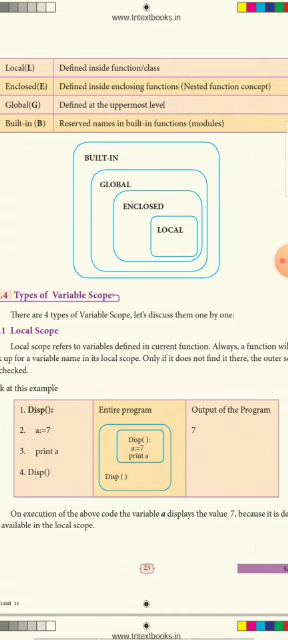 www.tntextbooks.in
Local(L) Defined inside function/class
Enclosed(E) Defined inside enclosing functions (Nested function concept)
Global(G) Defined at the uppermost level
Built-in (B) Reserved names in built-in functions (modules)
BUILT-IN
GLOBAL
ENCLOSED
LOCAL
.4 Types of Variable Scope
There are 4 types of Variable Scope, let's discuss them one by one:
.1 Local Scope
Local scope refers to variables defined in current function. Always, a function wil
k up for a variable name in its local scope. Only if it does not find it there, the outer s
checked.
k at this example
1. Disp(): Entire program Output of the Program
2. a:=7 7
3. print a
4. Disp()
Disp( ):
a:=7
print a
Disp ( )
On execution of the above code the variable a displays the value 7, because it is de
available in the local scope.
23
www.tntextbooks.in